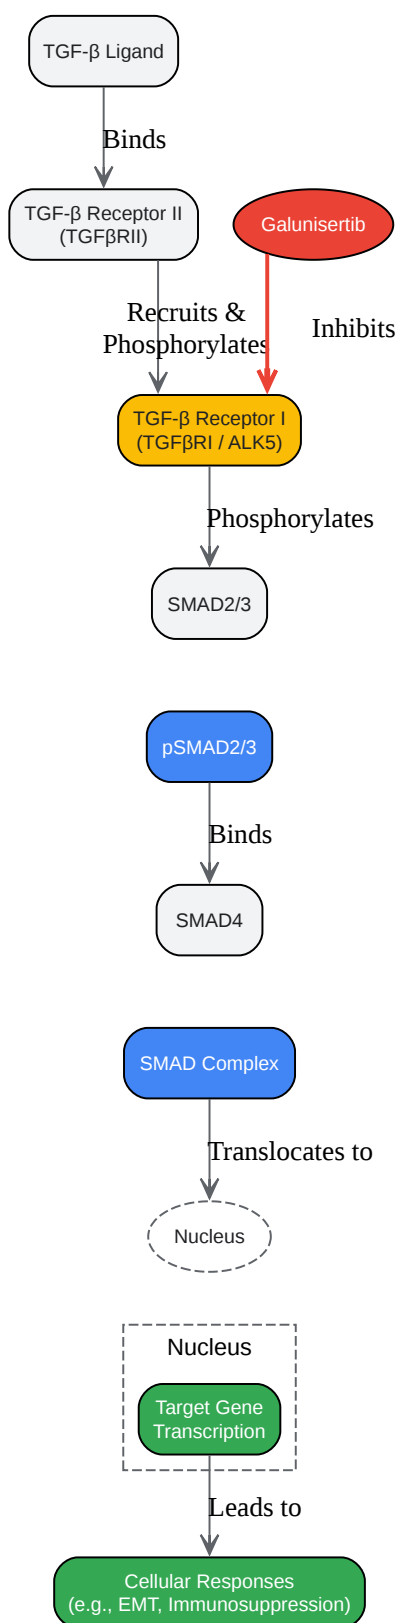 TGF-β Ligand
Binds
TGF-β Receptor II
(TGFβRII)
Galunisertib
Recruits &
Phosphorylates
Inhibits
TGF-β Receptor I
(TGFβRI / ALK5)
Phosphorylates
SMAD2/3
pSMAD2/3
Binds
SMAD4
SMAD Complex
Translocates to
Nucleus
Nucleus
Target Gene
Transcription
Leads to
Cellular Responses
(e.g., EMT, Immunosuppression)